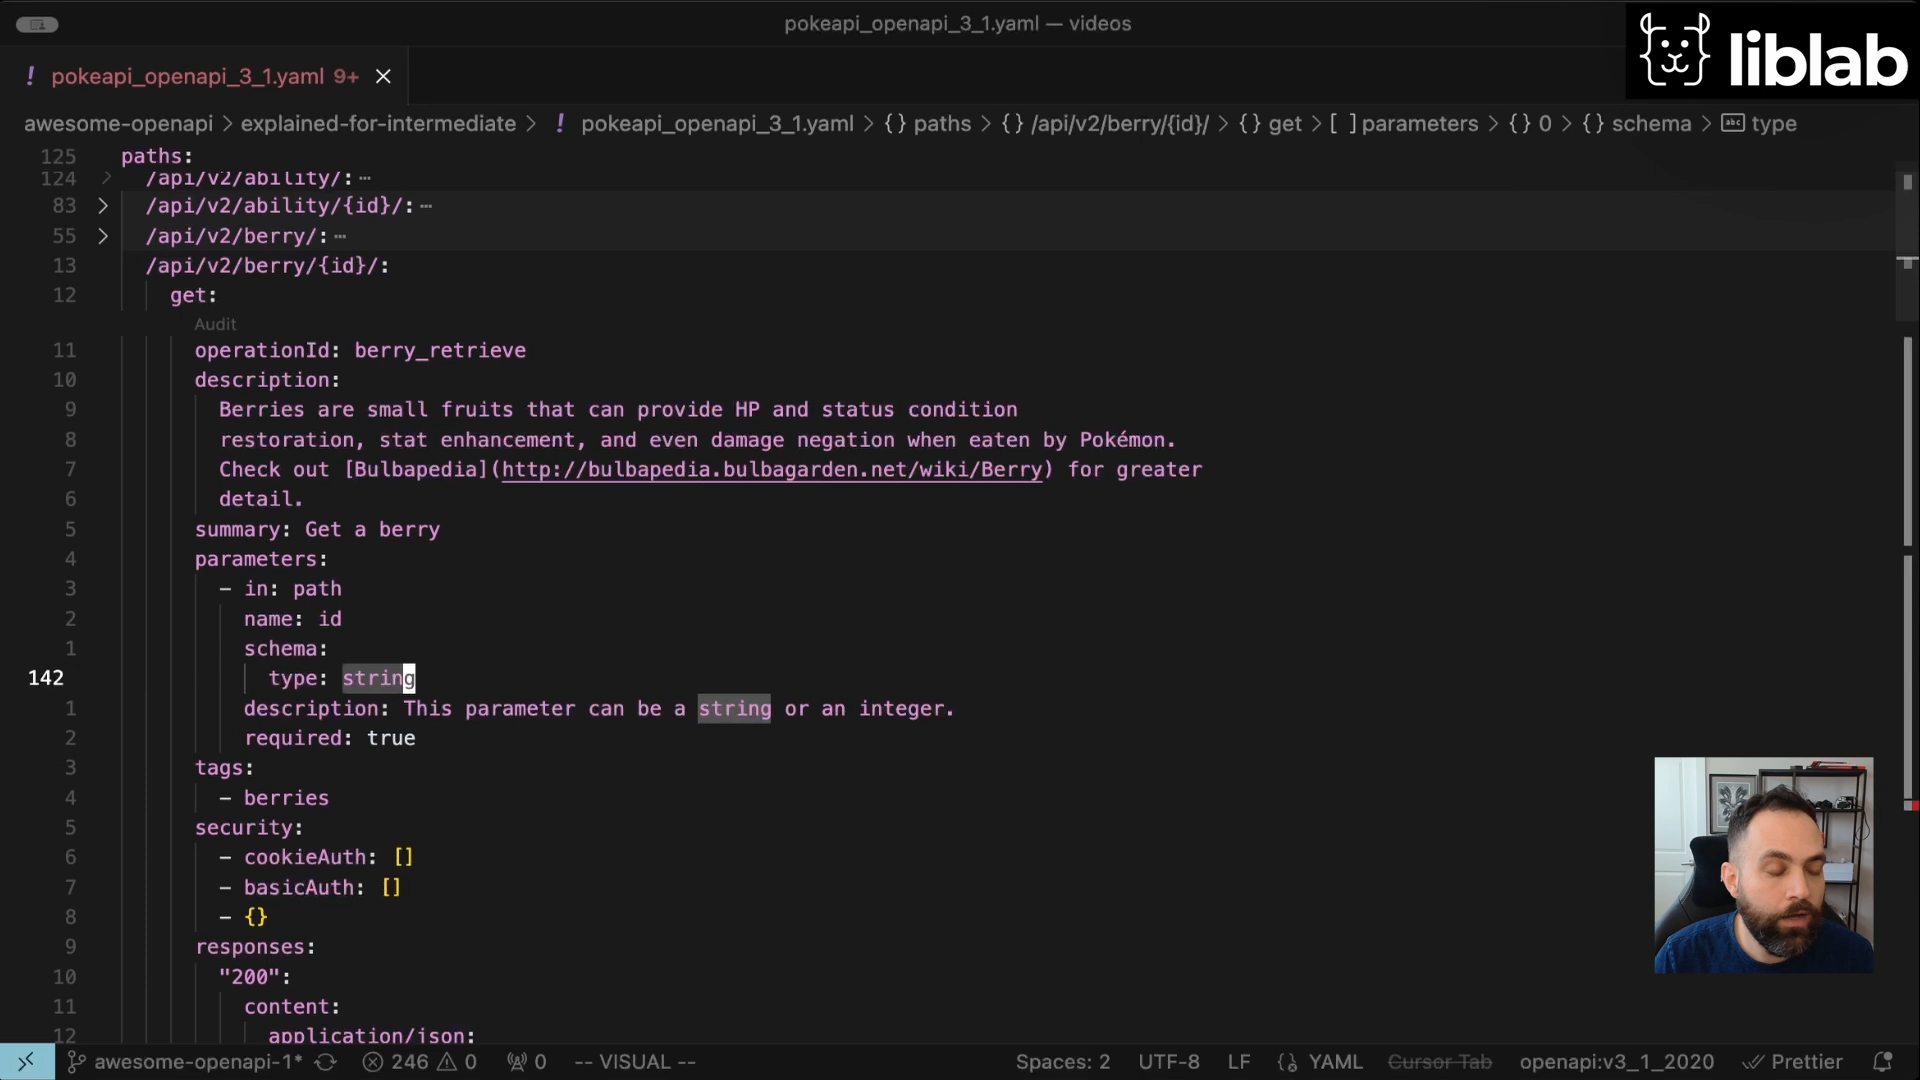 pokeapi_openapi_3_1.yaml — videos
liblab
! pokeapi_openapi_3_1.yaml 9+ ×
awesome-openapi > explained-for-intermediate > ! pokeapi_openapi_3_1.yaml > {} paths > {} /api/v2/berry/{id}/ > {} get > [ ] parameters > {} 0 > {} schema > abc type
125 paths:
124 > /api/v2/ability/: ⋯
83 > /api/v2/ability/{id}/: ⋯
55 > /api/v2/berry/: ⋯
13 /api/v2/berry/{id}/:
12 get:
Audit
11 operationId: berry_retrieve
10 description:
9 Berries are small fruits that can provide HP and status condition
8 restoration, stat enhancement, and even damage negation when eaten by Pokémon.
7 Check out [Bulbapedia](http://bulbapedia.bulbagarden.net/wiki/Berry) for greater
6 detail.
5 summary: Get a berry
4 parameters:
3 - in: path
2 name: id
1 schema:
142 type: string
1 description: This parameter can be a string or an integer.
2 required: true
3 tags:
4 - berries
5 security:
6 - cookieAuth: []
7 - basicAuth: []
8 - {}
9 responses:
10 "200":
11 content:
12 application/json:
awesome-openapi-1* 246 0 0 -- VISUAL -- Spaces: 2 UTF-8 LF YAML Cursor Tab openapi:v3_1_2020 Prettier